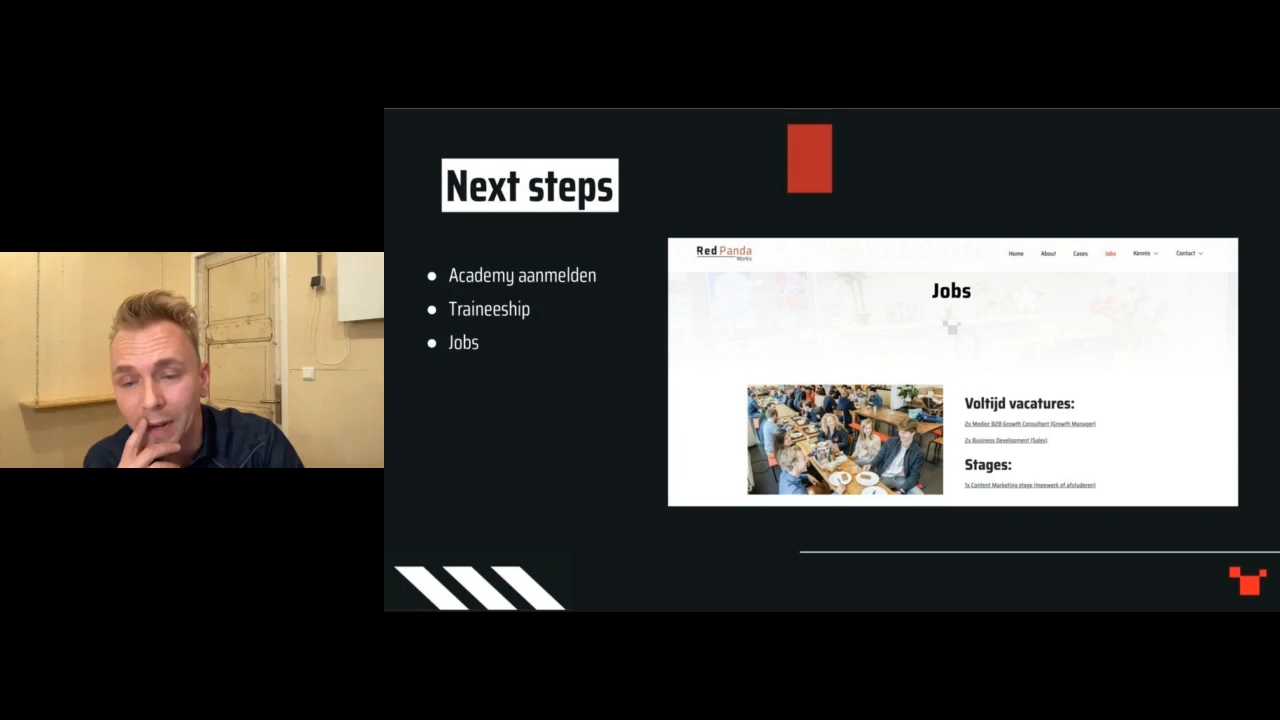 Next steps
Academy aanmelden
Traineeship
Jobs
Red Panda
Works
Home About Cases Jobs Kennis Contact
Jobs
Voltijd vacatures:
2x Medior B2B Growth Consultant (Growth Manager)
2x Business Development (Sales)
Stages:
1x Content Marketing stage (meewerk of afstuderen)